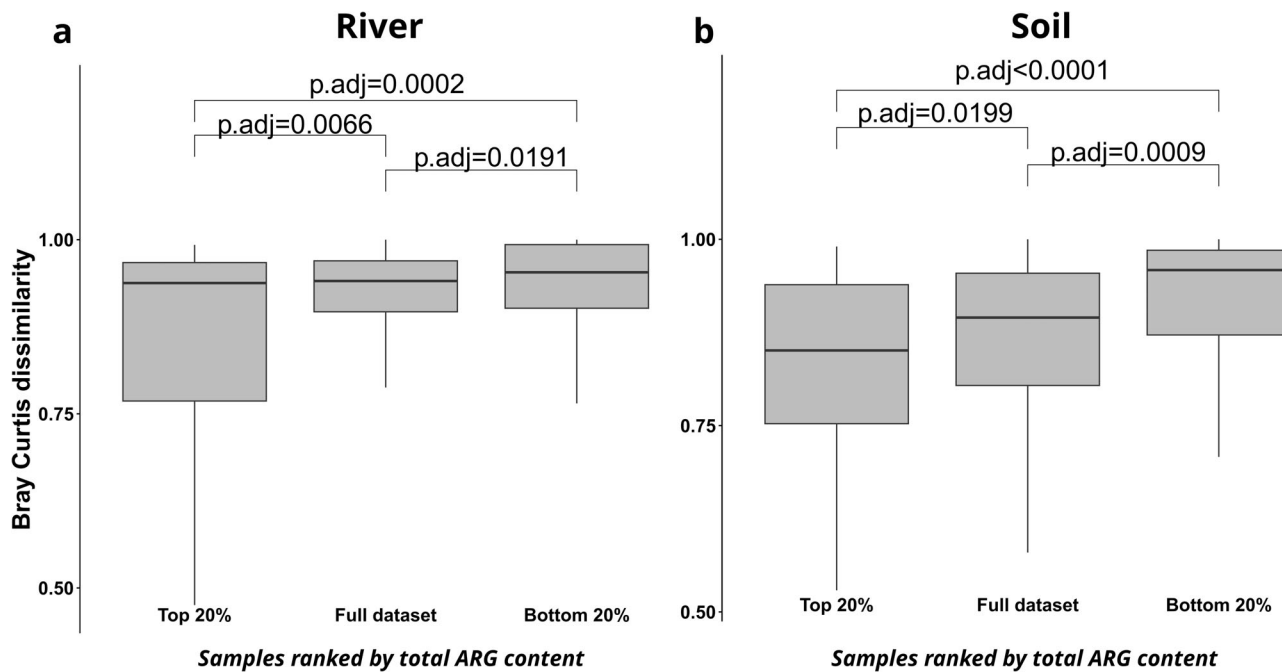 a
River
p.adj=0.0002
p.adj=0.0066
p.adj=0.0191
Bray Curtis dissimilarity
1.00
0.75
0.50
Top 20%
Full dataset
Bottom 20%
Samples ranked by total ARG content
b
Soil
p.adj<0.0001
p.adj=0.0199
p.adj=0.0009
1.00
0.75
0.50
Top 20%
Full dataset
Bottom 20%
Samples ranked by total ARG content